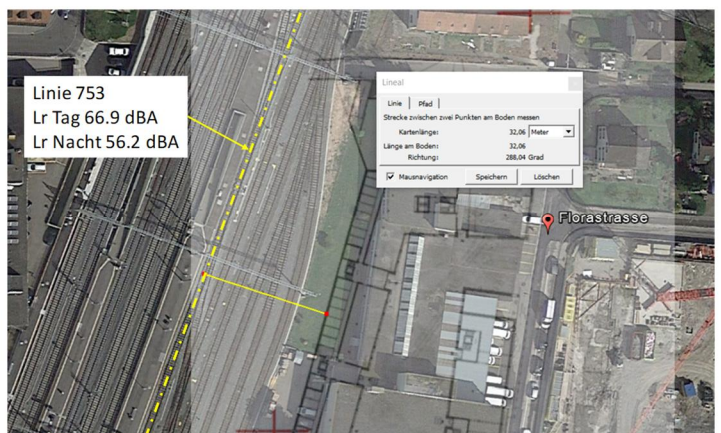 Linie 753
Lr Tag 66.9 dBA
Lr Nacht 56.2 dBA
Lineal
Linie Pfad
Strecke zwischen zwei Punkten am Boden messen
Kartenlänge: 32,06 Meter
Länge am Boden: 32,06
Richtung: 288,04 Grad
Mausnavigation Speichern Löschen
Florastrasse